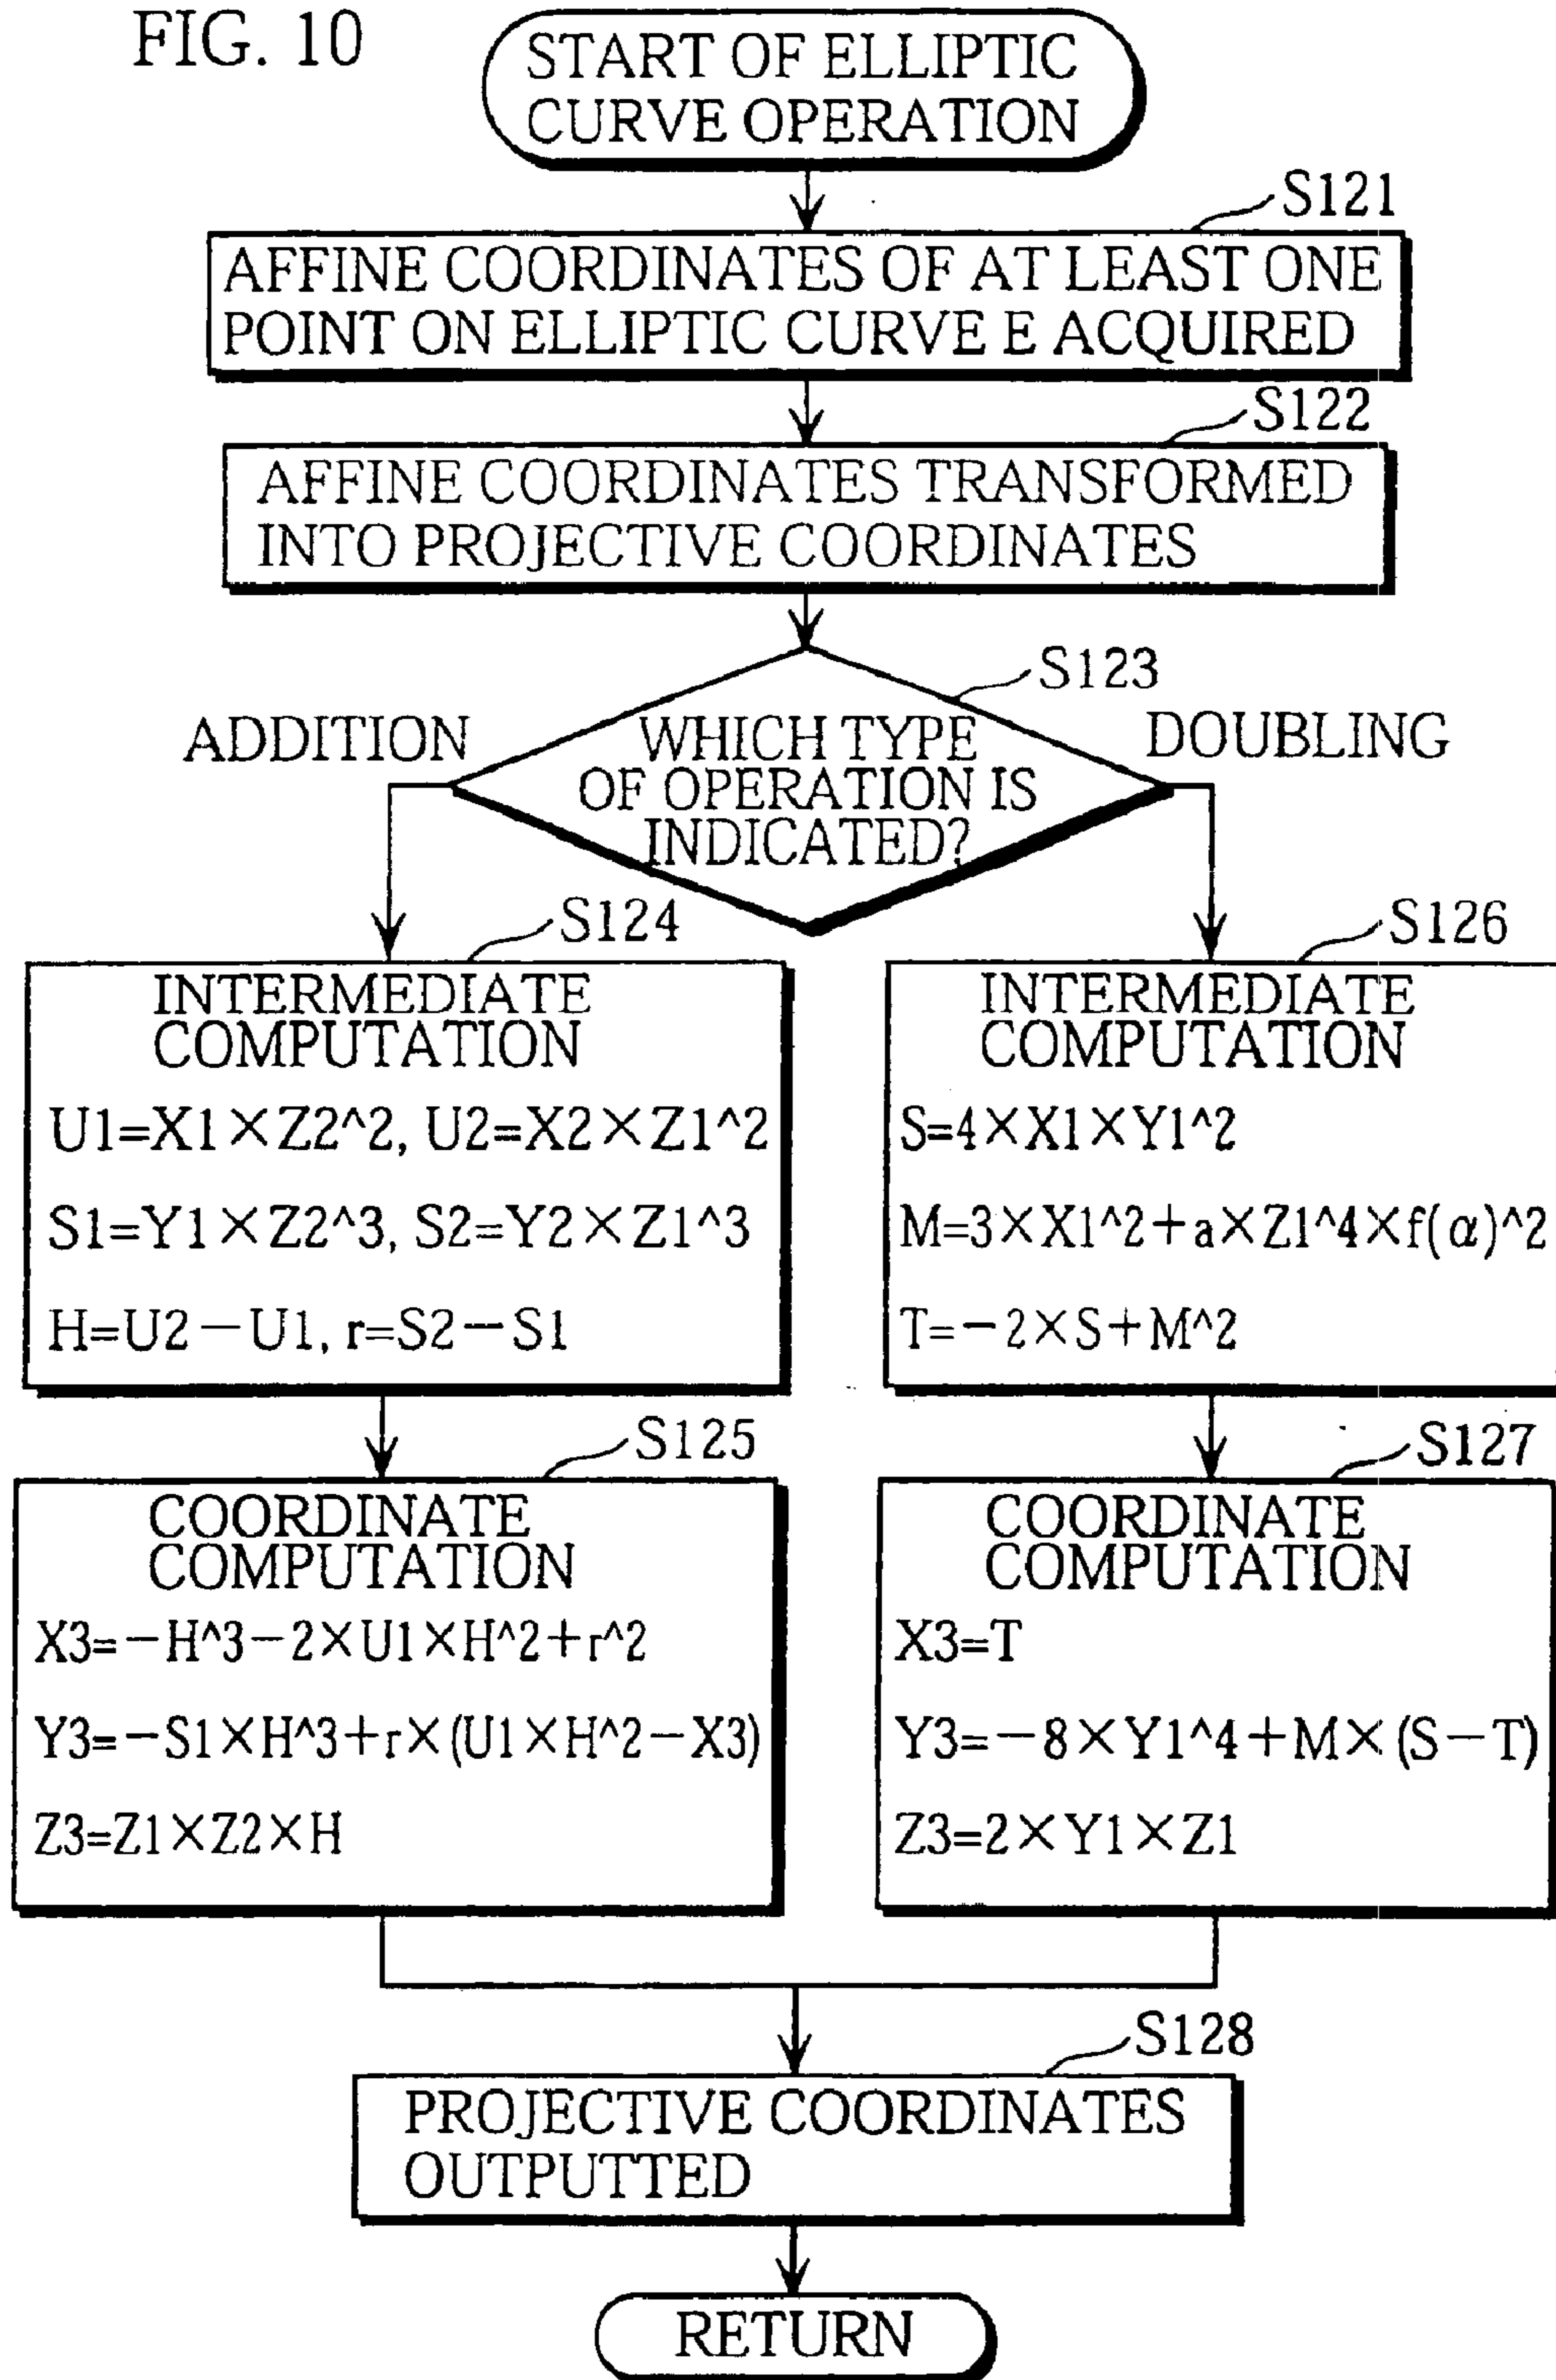 FIG. 10
START OF ELLIPTIC
CURVE OPERATION
S121
AFFINE COORDINATES OF AT LEAST ONE
POINT ON ELLIPTIC CURVE E ACQUIRED
S122
AFFINE COORDINATES TRANSFORMED
INTO PROJECTIVE COORDINATES
S123
ADDITION
WHICH TYPE
OF OPERATION IS
INDICATED?
DOUBLING
S124
INTERMEDIATE
COMPUTATION
U1=X1×Z2^2, U2=X2×Z1^2
S1=Y1×Z2^3, S2=Y2×Z1^3
H=U2−U1, r=S2−S1
S126
INTERMEDIATE
COMPUTATION
S=4×X1×Y1^2
M=3×X1^2+a×Z1^4×f(α)^2
T=−2×S+M^2
S125
COORDINATE
COMPUTATION
X3=−H^3−2×U1×H^2+r^2
Y3=−S1×H^3+r×(U1×H^2−X3)
Z3=Z1×Z2×H
S127
COORDINATE
COMPUTATION
X3=T
Y3=−8×Y1^4+M×(S−T)
Z3=2×Y1×Z1
S128
PROJECTIVE COORDINATES
OUTPUTTED
RETURN